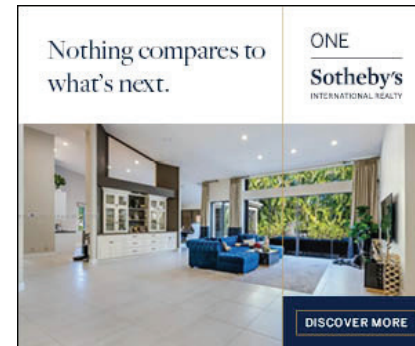 Nothing compares to
what's next.
ONE
Sotheby's
INTERNATIONAL REALTY
DISCOVER MORE